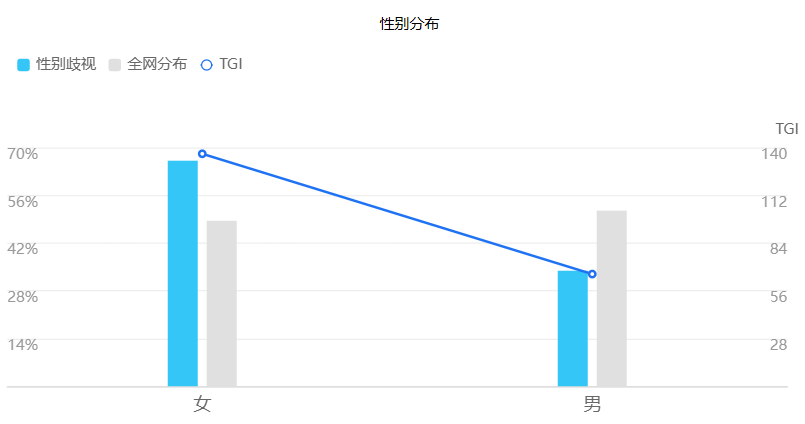 性别分布
性别歧视 全网分布 TGI
TGI
70% 140
56% 112
42% 84
28% 56
14% 28
女 男